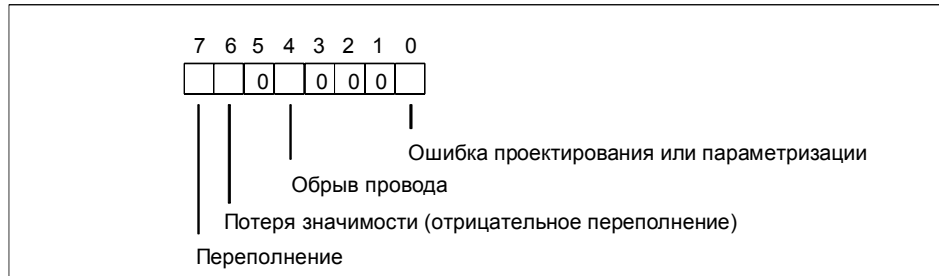 7 6 5 4 3 2 1 0
0 0 0 0
Ошибка проектирования или параметризации
Обрыв провода
Потеря значимости (отрицательное переполнение)
Переполнение